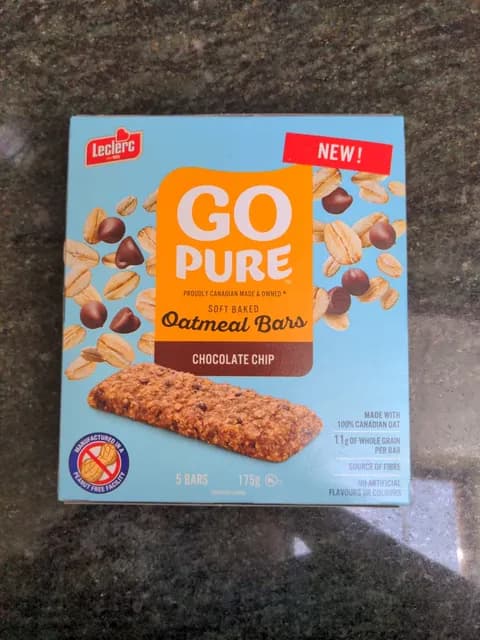 Leclerc
NEW!
GO
PURE
PROUDLY CANADIAN MADE & OWNED
SOFT BAKED
Oatmeal Bars
CHOCOLATE CHIP
MADE WITH
100% CANADIAN OAT
11g OF WHOLE GRAIN
PER BAR
SOURCE OF FIBRE
NO ARTIFICIAL
FLAVOURS OR COLOURS
MANUFACTURED IN A
PEANUT FREE FACILITY
5 BARS 175g